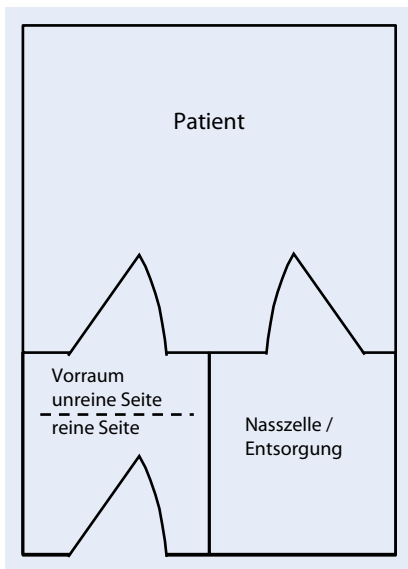 Patient
Vorraum
unreine Seite
reine Seite
Nasszelle /
Entsorgung